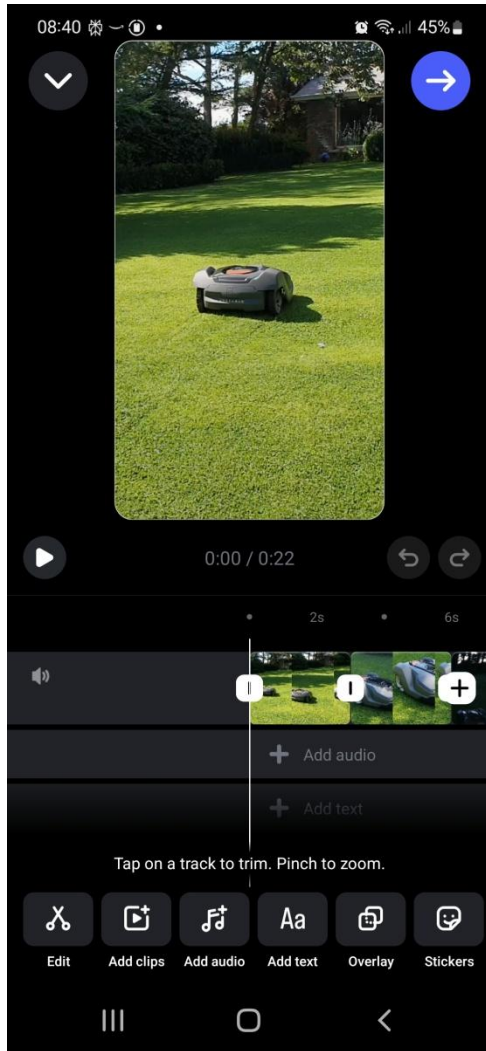 08:40
45%
0:00 / 0:22
2s
6s
Add audio
Add text
Tap on a track to trim. Pinch to zoom.
Edit
Add clips
Add audio
Aa
Add text
Overlay
Stickers